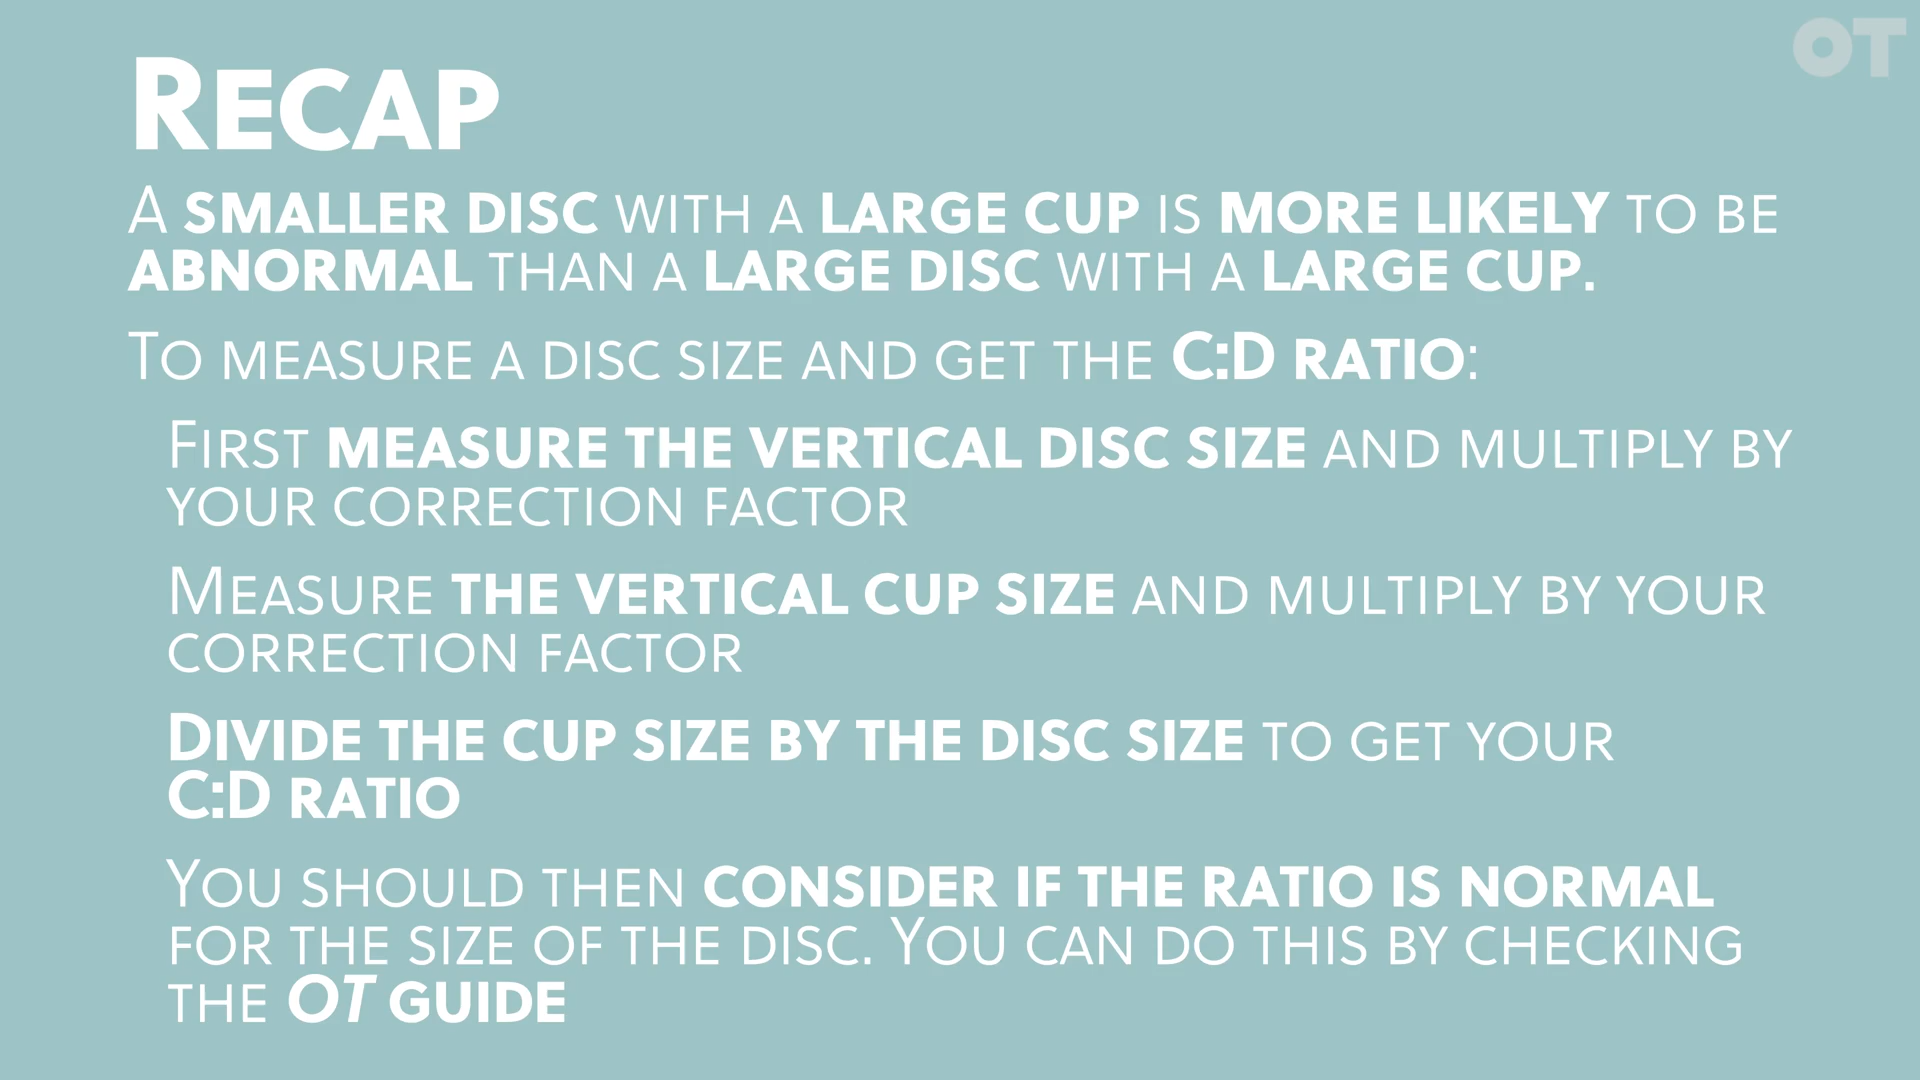 OT
RECAP
A SMALLER DISC WITH A LARGE CUP IS MORE LIKELY TO BE
ABNORMAL THAN A LARGE DISC WITH A LARGE CUP.
TO MEASURE A DISC SIZE AND GET THE C:D RATIO:
FIRST MEASURE THE VERTICAL DISC SIZE AND MULTIPLY BY
YOUR CORRECTION FACTOR
MEASURE THE VERTICAL CUP SIZE AND MULTIPLY BY YOUR
CORRECTION FACTOR
DIVIDE THE CUP SIZE BY THE DISC SIZE TO GET YOUR
C:D RATIO
YOU SHOULD THEN CONSIDER IF THE RATIO IS NORMAL
FOR THE SIZE OF THE DISC. YOU CAN DO THIS BY CHECKING
THE OT GUIDE